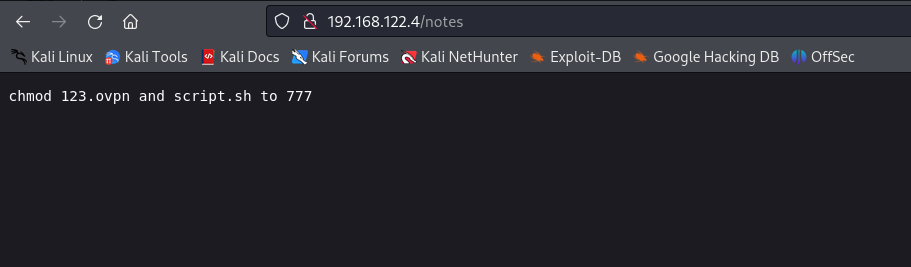 192.168.122.4/notes
Kali Linux Kali Tools Kali Docs Kali Forums Kali NetHunter Exploit-DB Google Hacking DB OffSec
chmod 123.ovpn and script.sh to 777